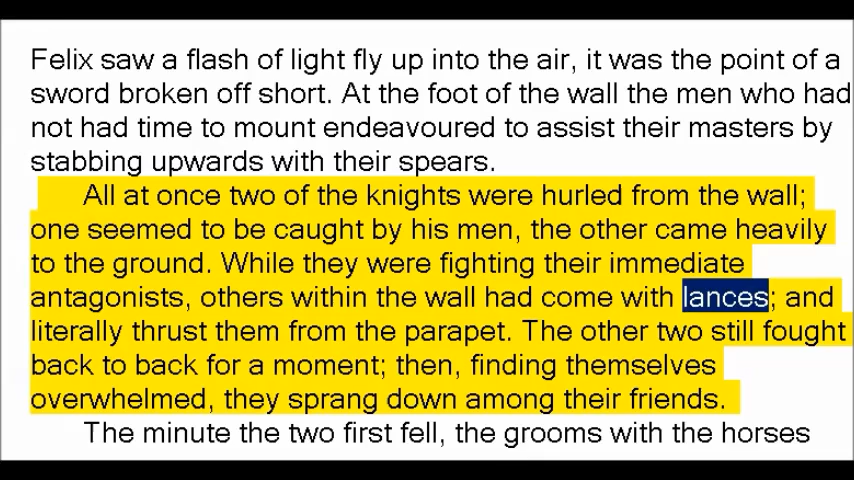 Felix saw a flash of light fly up into the air, it was the point of a
sword broken off short. At the foot of the wall the men who had
not had time to mount endeavoured to assist their masters by
stabbing upwards with their spears.
All at once two of the knights were hurled from the wall;
one seemed to be caught by his men, the other came heavily
to the ground. While they were fighting their immediate
antagonists, others within the wall had come with lances; and
literally thrust them from the parapet. The other two still fought
back to back for a moment; then, finding themselves
overwhelmed, they sprang down among their friends.
The minute the two first fell, the grooms with the horses